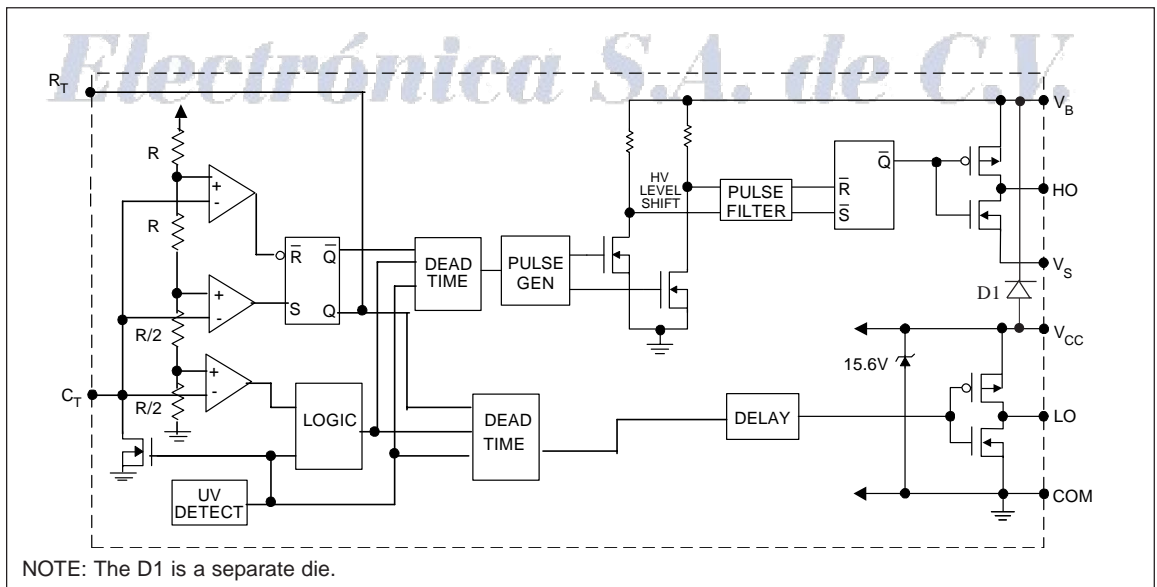 Electrónica S.A. de C.V.
RT
VB
R
HV
LEVEL
SHIFT
PULSE
FILTER
R̅
S̅
Q̅
HO
R
R̅
Q̅
S
Q
DEAD
TIME
PULSE
GEN
VS
D1
R/2
VCC
15.6V
CT
R/2
LOGIC
DEAD
TIME
DELAY
LO
UV
DETECT
COM
+
-
+
-
+
-
NOTE: The D1 is a separate die.